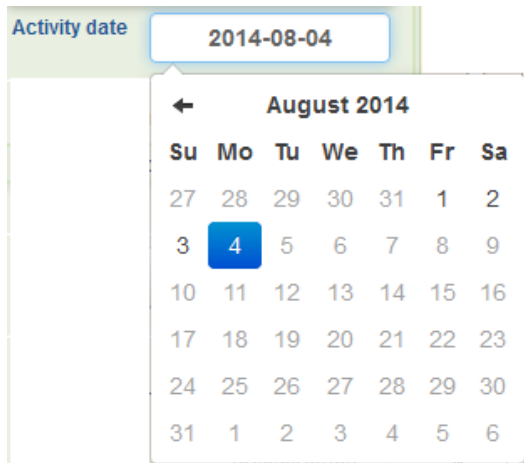 Activity date 2014-08-04
August 2014
Su Mo Tu We Th Fr Sa
27 28 29 30 31 1 2
3 4 5 6 7 8 9
10 11 12 13 14 15 16
17 18 19 20 21 22 23
24 25 26 27 28 29 30
31 1 2 3 4 5 6